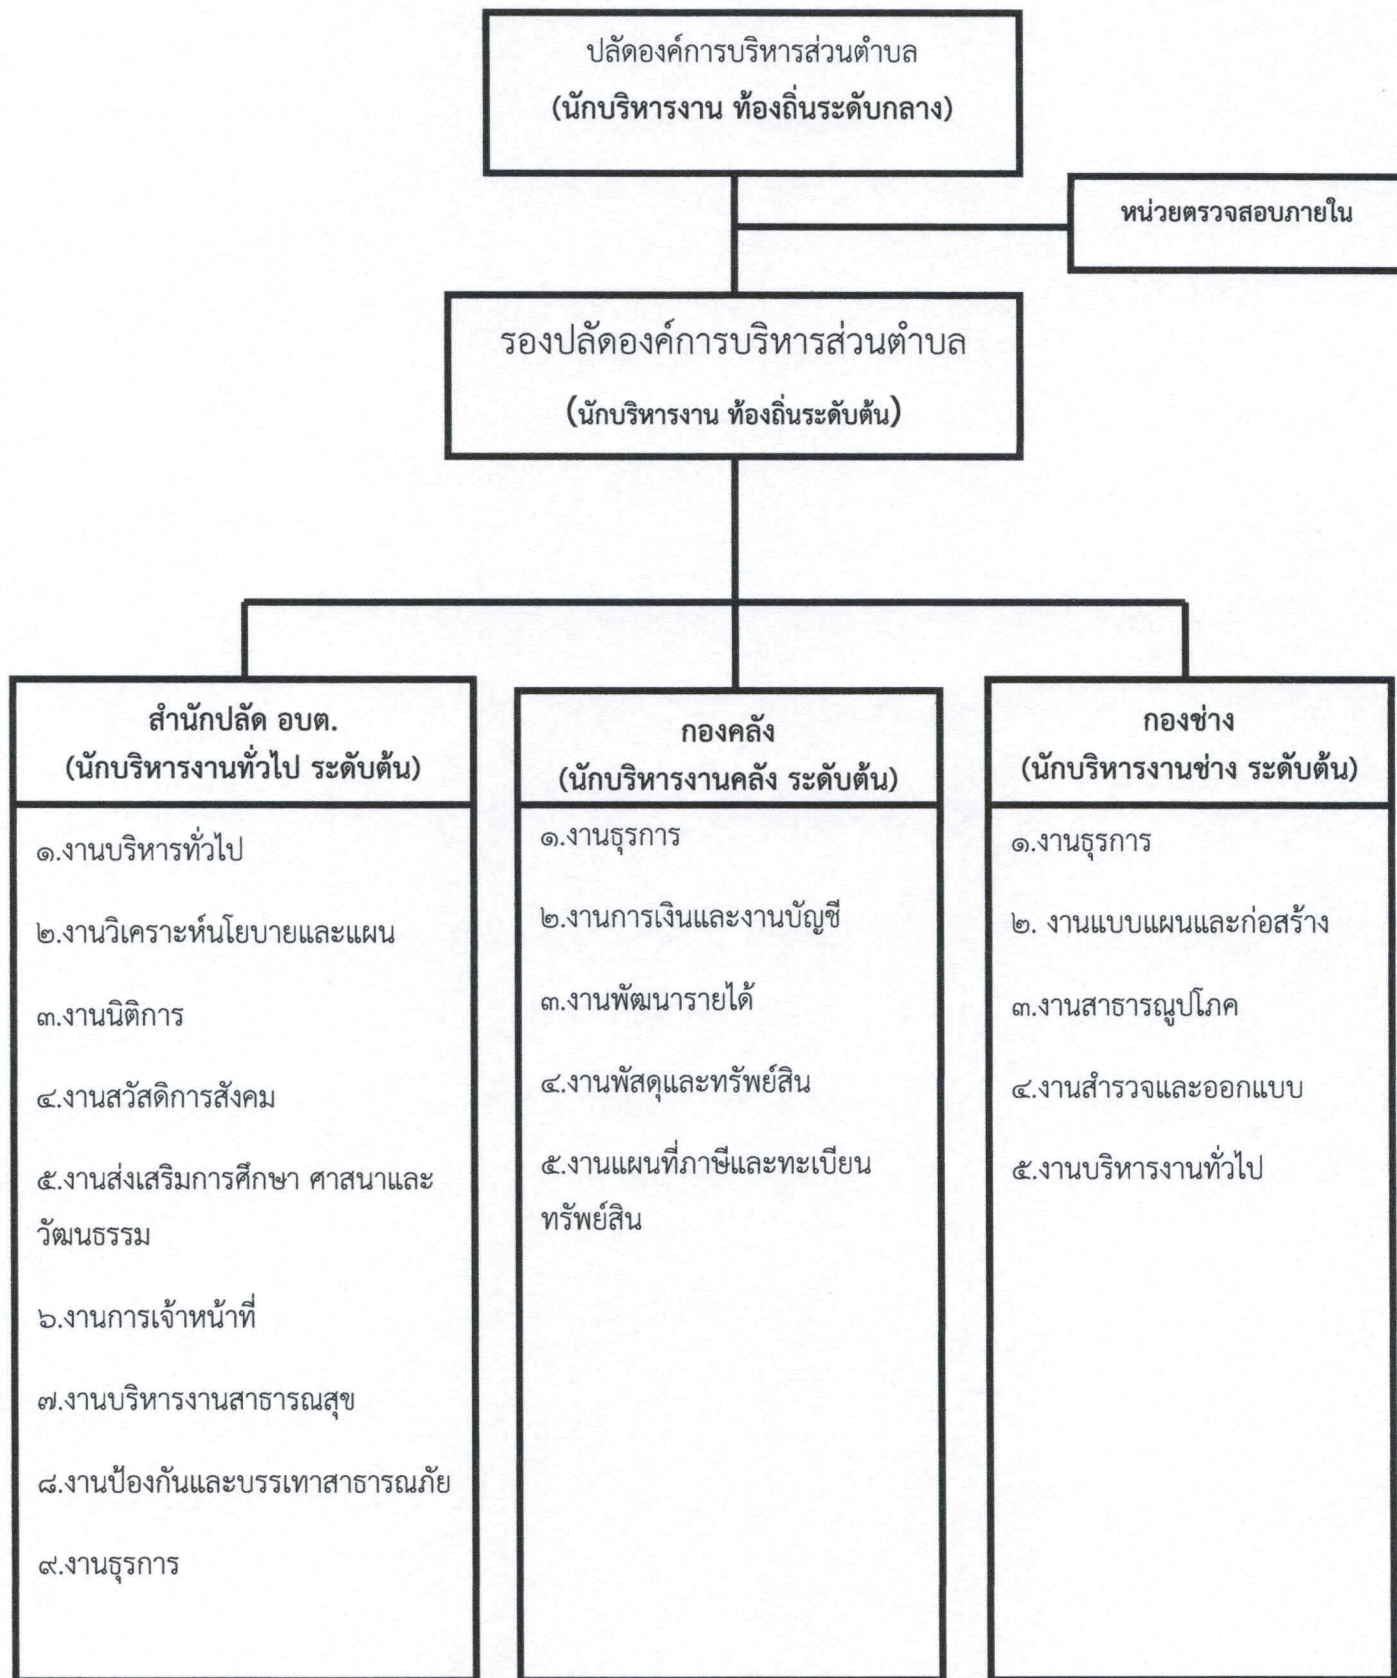 ปลัดองค์การบริหารส่วนตำบล
(นักบริหารงาน ท้องถิ่นระดับกลาง)
หน่วยตรวจสอบภายใน
รองปลัดองค์การบริหารส่วนตำบล
(นักบริหารงาน ท้องถิ่นระดับต้น)
สำนักปลัด อบต.
(นักบริหารงานทั่วไป ระดับต้น)
๑.งานบริหารทั่วไป
๒.งานวิเคราะห์นโยบายและแผน
๓.งานนิติการ
๔.งานสวัสดิการสังคม
๕.งานส่งเสริมการศึกษา ศาสนาและ
วัฒนธรรม
๖.งานการเจ้าหน้าที่
๗.งานบริหารงานสาธารณสุข
๘.งานป้องกันและบรรเทาสาธารณภัย
๙.งานธุรการ
กองคลัง
(นักบริหารงานคลัง ระดับต้น)
๑.งานธุรการ
๒.งานการเงินและงานบัญชี
๓.งานพัฒนารายได้
๔.งานพัสดุและทรัพย์สิน
๕.งานแผนที่ภาษีและทะเบียน
ทรัพย์สิน
กองช่าง
(นักบริหารงานช่าง ระดับต้น)
๑.งานธุรการ
๒. งานแบบแผนและก่อสร้าง
๓.งานสาธารณูปโภค
๔.งานสำรวจและออกแบบ
๕.งานบริหารงานทั่วไป